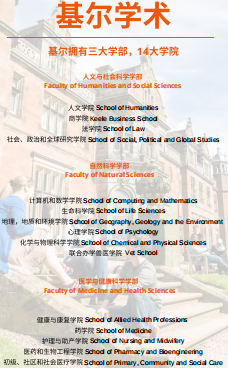 基尔学术
基尔拥有三大学部，14大学院
人文与社会科学学部
Faculty of Humanities and Social Sciences
人文学院 School of Humanities
商学院 Keele Business School
法学院 School of Law
社会、政治和全球研究学院 School of Social, Political and Global Studies
自然科学学部
Faculty of Natural Sciences
计算机和数学学院 School of Computing and Mathematics
生命科学院 School of Life Sciences
地理，地质和环境学院 School of Geography, Geology and the Environment
心理学院 School of Psychology
化学与物理科学学院 School of Chemical and Physical Sciences
联合办学兽医学院 Vet School
医学与健康科学学部
Faculty of Medicine and Health Sciences
健康与康复学院 School of Allied Health Professions
药学院 School of Medicine
护理与助产学院 School of Nursing and Midwifery
医药和生物工程学院 School of Pharmacy and Bioengineering
初级、社区和社会医疗学院 School of Primary, Community and Social Care